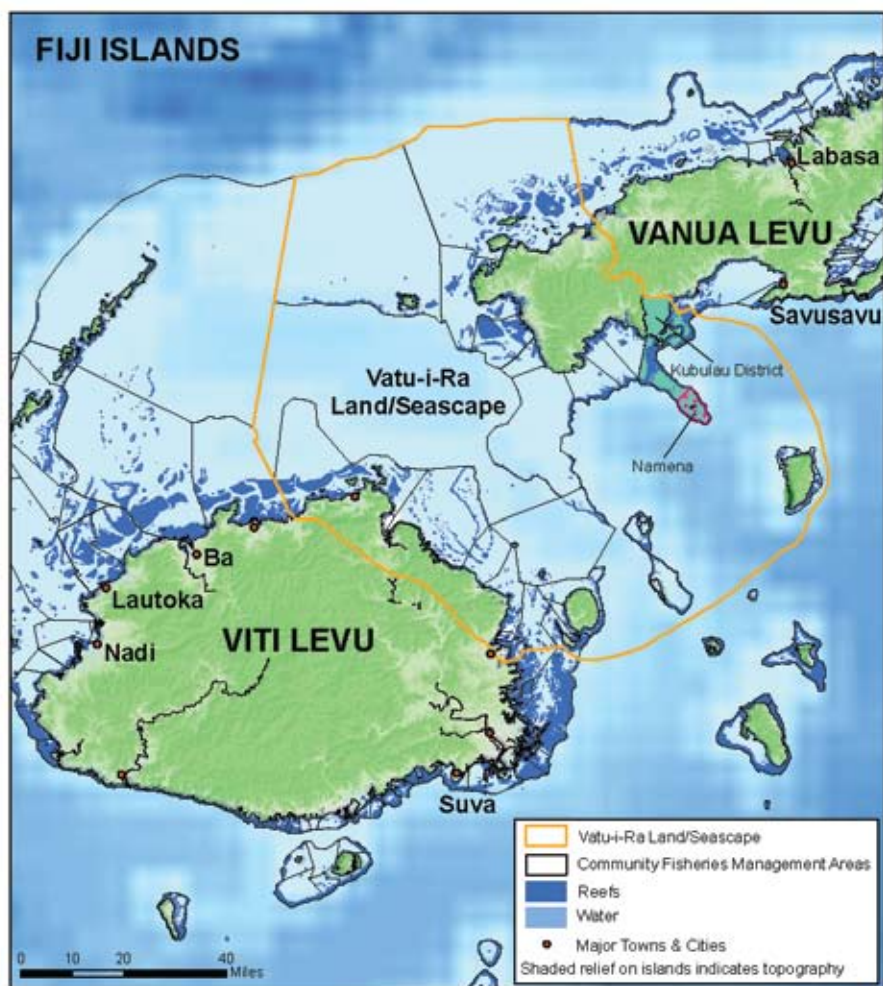 FIJI ISLANDS
Labasa
VANUA LEVU
Savusavu
Kubulau District
Vatu-i-Ra
Land/Seascape
Namena
Ba
Lautoka
Nadi
VITI LEVU
Suva
Vatu-i-Ra Land/Seascape
Community Fisheries Management Areas
Reefs
Water
Major Towns & Cities
Shaded relief on islands indicates topography
0 10 20 40
Miles